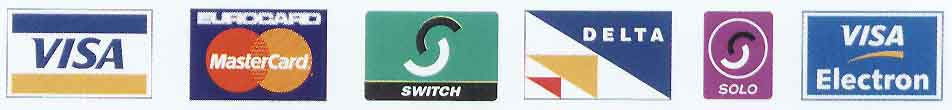 VISA
EUROCARD
MasterCard
SWITCH
DELTA
SOLO
VISA
Electron